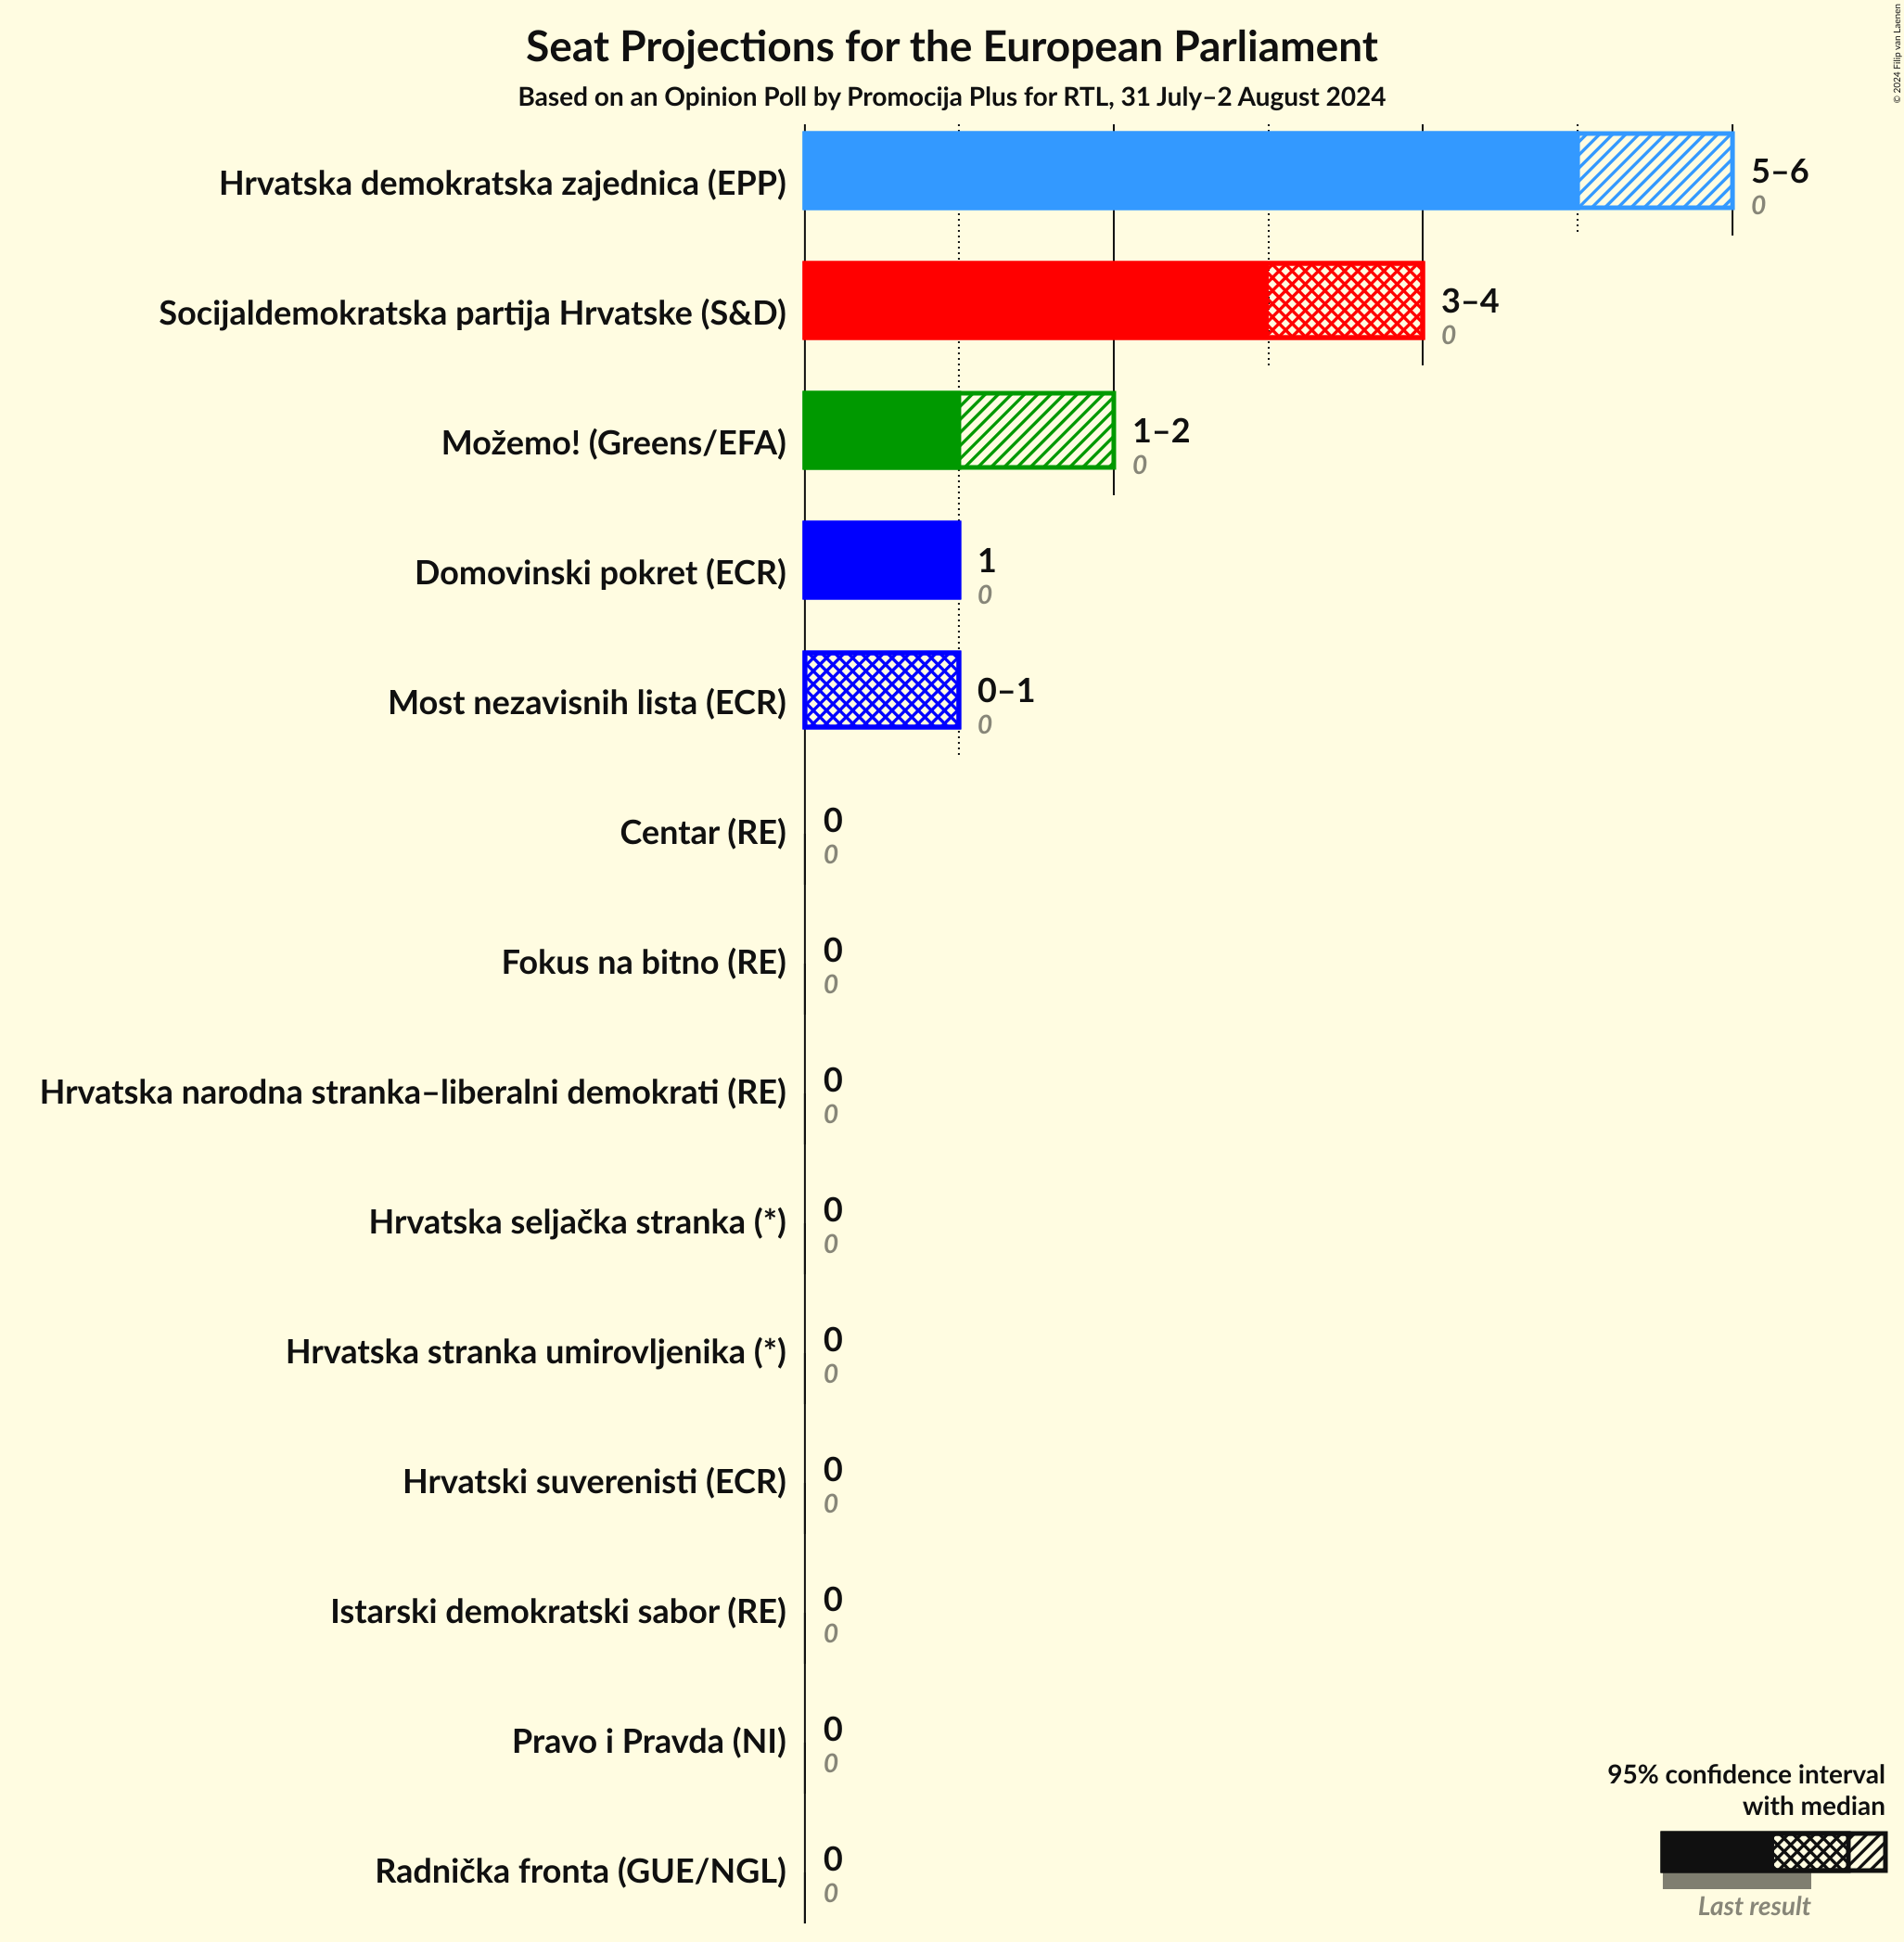 Seat Projections for the European Parliament
Based on an Opinion Poll by Promocija Plus for RTL, 31 July–2 August 2024
© 2024 Filip van Laenen
Hrvatska demokratska zajednica (EPP)
5–6
0
Socijaldemokratska partija Hrvatske (S&D)
3–4
0
Možemo! (Greens/EFA)
1–2
0
Domovinski pokret (ECR)
1
0
Most nezavisnih lista (ECR)
0–1
0
Centar (RE)
0
0
Fokus na bitno (RE)
0
0
Hrvatska narodna stranka–liberalni demokrati (RE)
0
0
Hrvatska seljačka stranka (*)
0
0
Hrvatska stranka umirovljenika (*)
0
0
Hrvatski suverenisti (ECR)
0
0
Istarski demokratski sabor (RE)
0
0
Pravo i Pravda (NI)
0
0
Radnička fronta (GUE/NGL)
0
0
95% confidence interval
with median
Last result